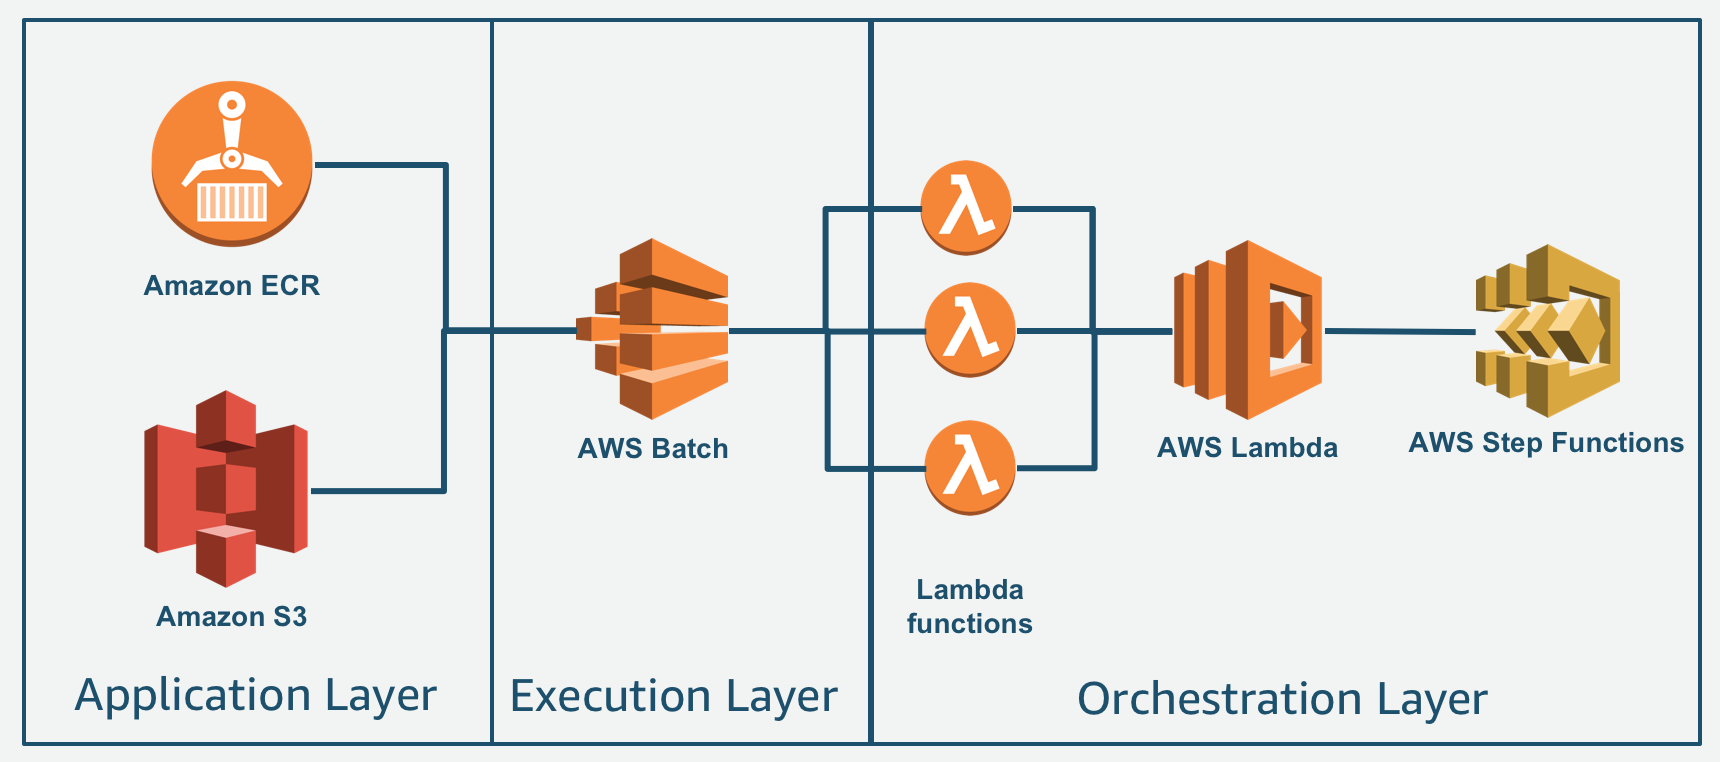 Amazon ECR
Amazon S3
Application Layer
AWS Batch
Execution Layer
Lambda
functions
AWS Lambda
AWS Step Functions
Orchestration Layer